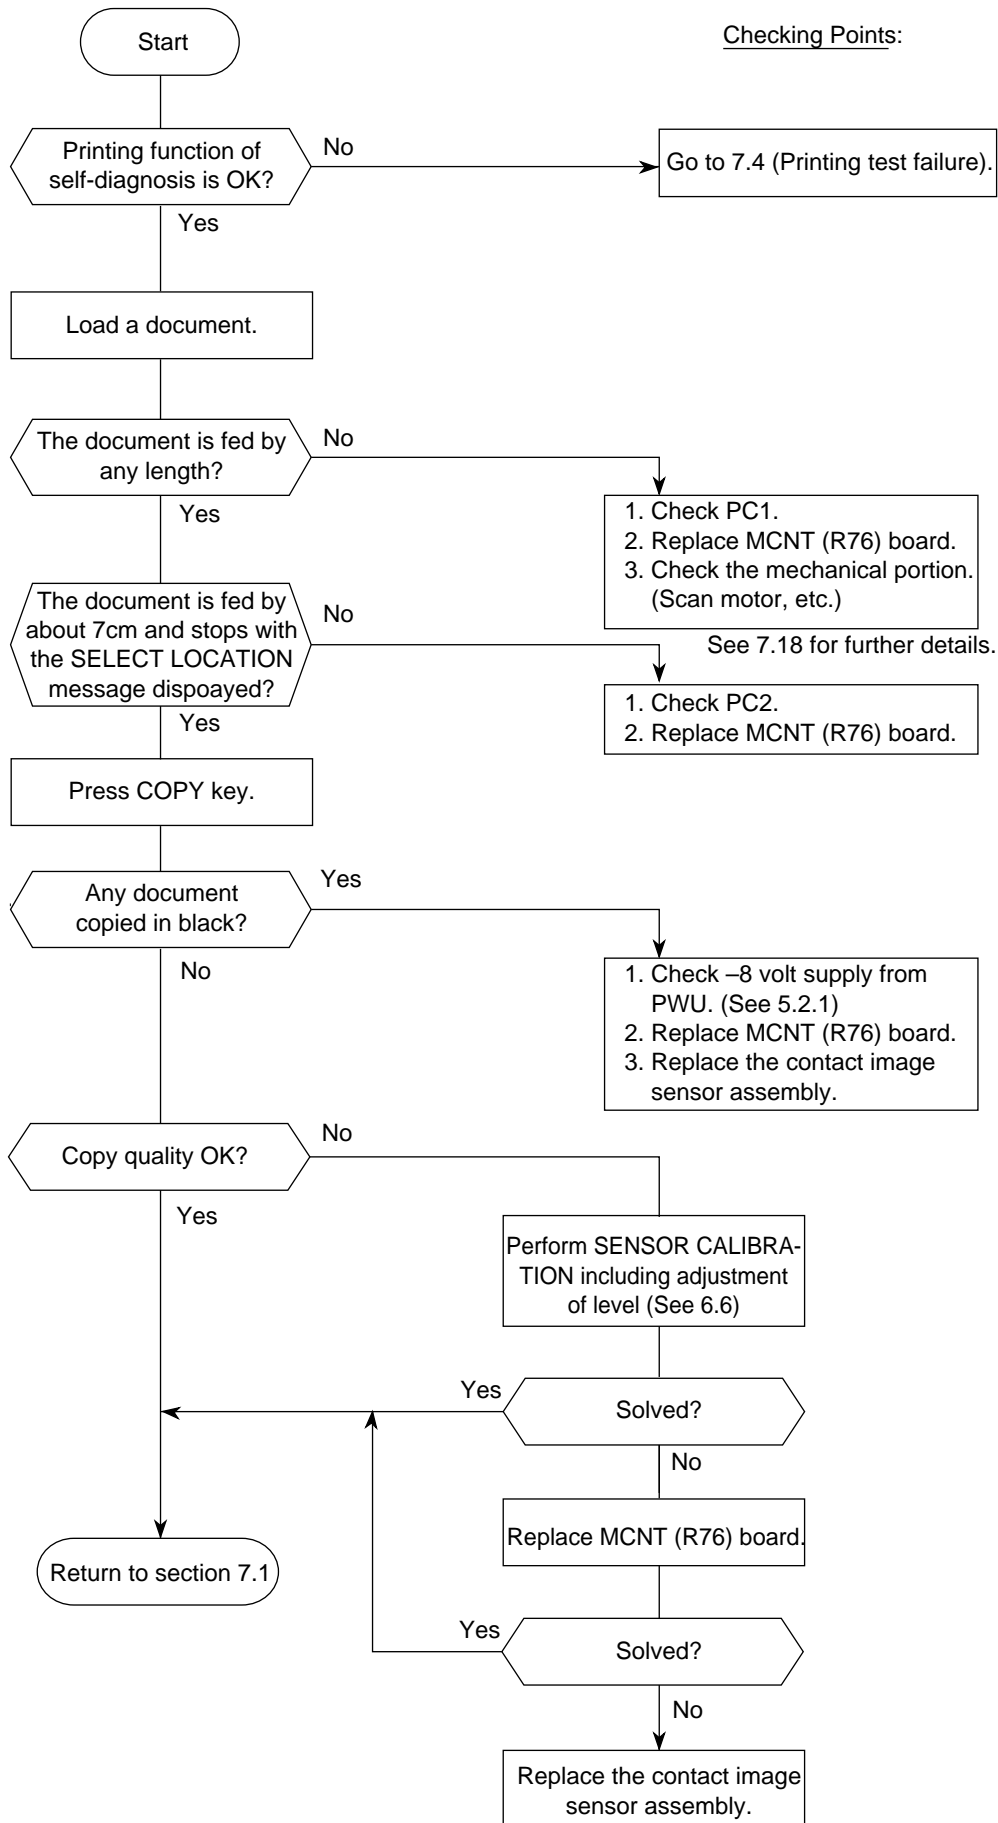 Start
Checking Points:
Printing function of
self-diagnosis is OK?
No
Go to 7.4 (Printing test failure).
Yes
Load a document.
The document is fed by
any length?
No
Yes
1. Check PC1.
2. Replace MCNT (R76) board.
3. Check the mechanical portion.
(Scan motor, etc.)
See 7.18 for further details.
The document is fed by
about 7cm and stops with
the SELECT LOCATION
message dispoayed?
No
Yes
1. Check PC2.
2. Replace MCNT (R76) board.
Press COPY key.
Any document
copied in black?
Yes
No
1. Check –8 volt supply from
PWU. (See 5.2.1)
2. Replace MCNT (R76) board.
3. Replace the contact image
sensor assembly.
Copy quality OK?
No
Yes
Perform SENSOR CALIBRA-
TION including adjustment
of level (See 6.6)
Solved?
Yes
No
Replace MCNT (R76) board.
Return to section 7.1
Solved?
Yes
No
Replace the contact image
sensor assembly.